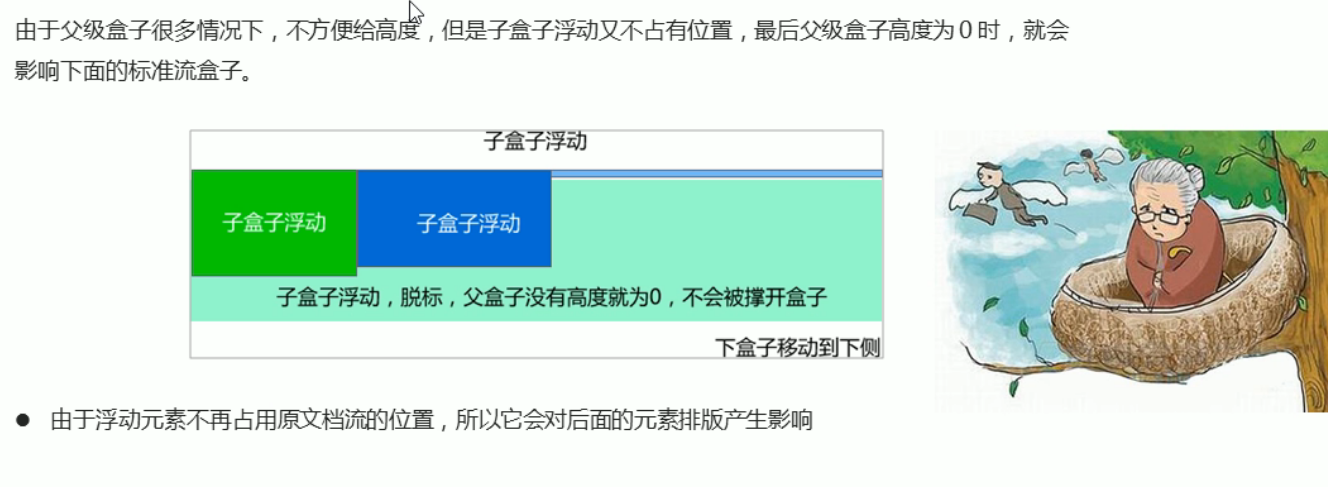 由于父级盒子很多情况下，不方便给高度，但是子盒子浮动又不占有位置，最后父级盒子高度为 0 时，就会
影响下面的标准流盒子。
子盒子浮动
子盒子浮动
子盒子浮动
子盒子浮动，脱标，父盒子没有高度就为0，不会被撑开盒子
下盒子移动到下侧
● 由于浮动元素不再占用原文档流的位置，所以它会对后面的元素排版产生影响